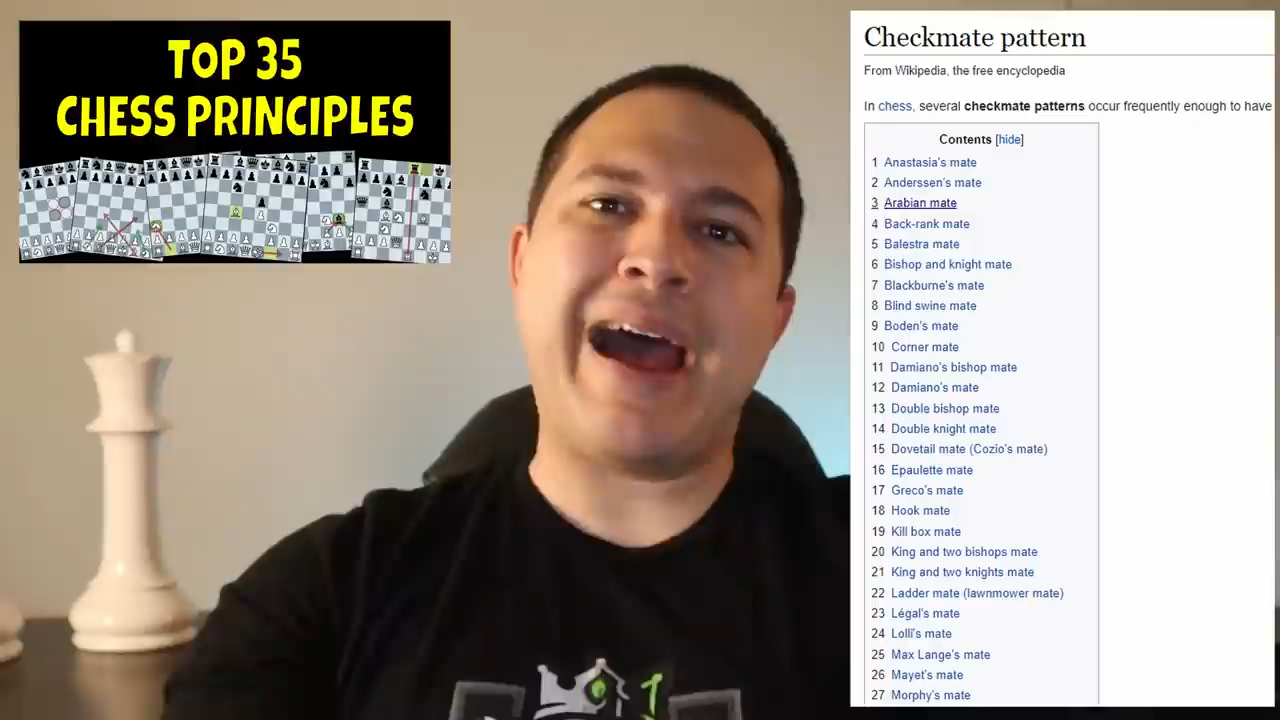 TOP 35
CHESS PRINCIPLES
Checkmate pattern
From Wikipedia, the free encyclopedia
In chess, several checkmate patterns occur frequently enough to have
Contents [hide]
1 Anastasia's mate
2 Anderssen's mate
3 Arabian mate
4 Back-rank mate
5 Balestra mate
6 Bishop and knight mate
7 Blackburne's mate
8 Blind swine mate
9 Boden's mate
10 Corner mate
11 Damiano's bishop mate
12 Damiano's mate
13 Double bishop mate
14 Double knight mate
15 Dovetail mate (Cozio's mate)
16 Epaulette mate
17 Greco's mate
18 Hook mate
19 Kill box mate
20 King and two bishops mate
21 King and two knights mate
22 Ladder mate (lawnmower mate)
23 Légal's mate
24 Lolli's mate
25 Max Lange's mate
26 Mayet's mate
27 Morphy's mate